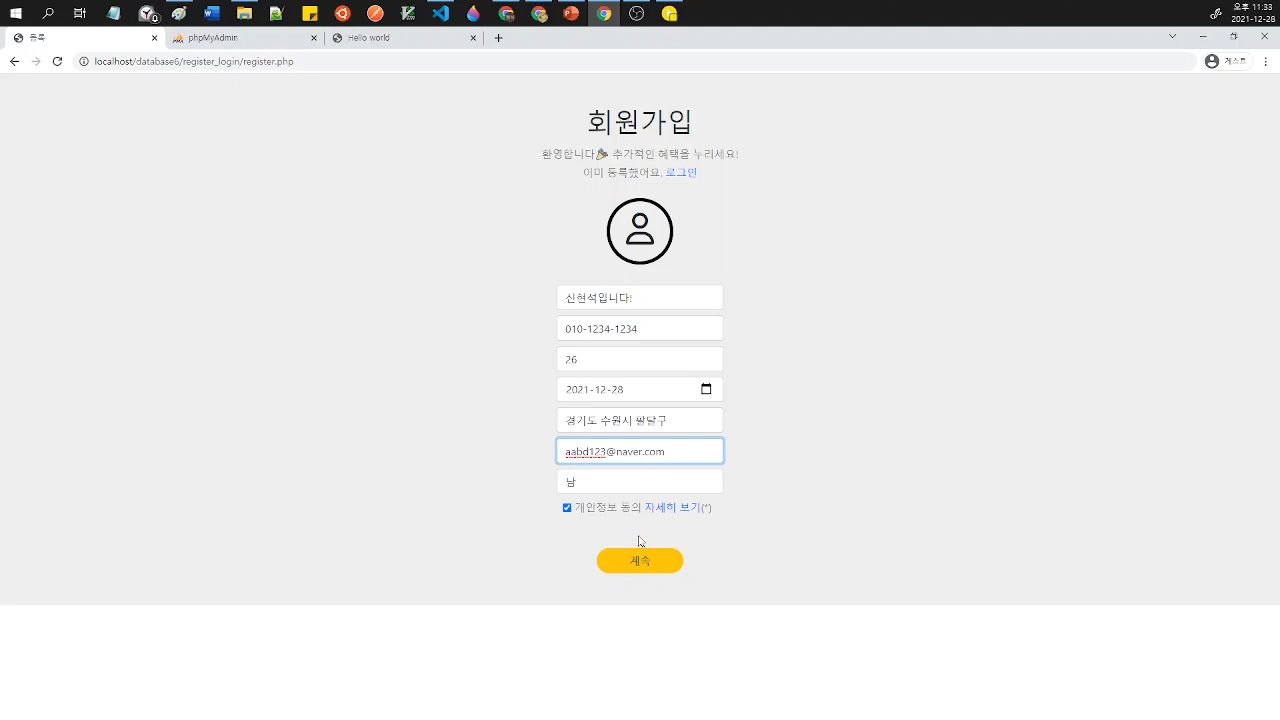 오후 11:33
2021-12-28
등록
phpMyAdmin
Hello world
localhost/database6/register_login/register.php
게스트
회원가입
환영합니다🎉 추가적인 혜택을 누리세요!
이미 등록했어요. 로그인
신현석입니다!
010-1234-1234
26
2021-12-28
경기도 수원시 팔달구
aabd123@naver.com
남
개인정보 동의 자세히 보기(*)
계속